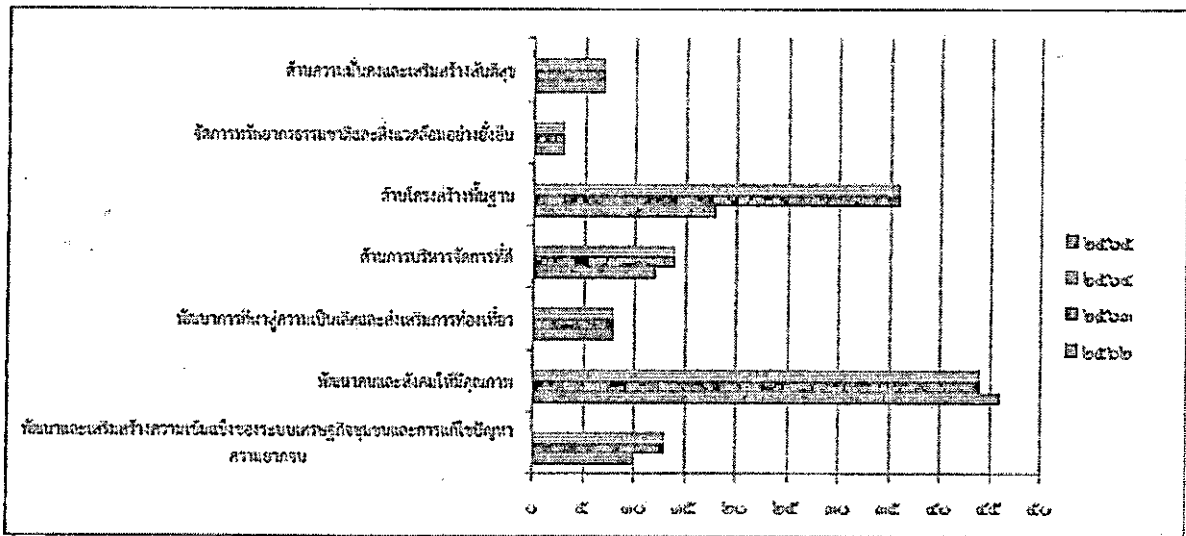 ด้านความมั่นคงและเสริมสร้างสันติสุข
จัดการทรัพยากรธรรมชาติและสิ่งแวดล้อมอย่างยั่งยืน
ด้านโครงสร้างพื้นฐาน
ด้านการบริหารจัดการที่ดี
พัฒนาการกีฬาสู่ความเป็นเลิศและส่งเสริมการท่องเที่ยว
พัฒนาคนและสังคมให้มีคุณภาพ
พัฒนาและเสริมสร้างความเข้มแข็งของระบบเศรษฐกิจชุมชนและการแก้ไขปัญหา
ความยากจน
๐ ๕ ๑๐ ๑๕ ๒๐ ๒๕ ๓๐ ๓๕ ๔๐ ๔๕ ๕๐
๒๕๖๕
๒๕๖๔
๒๕๖๓
๒๕๖๒